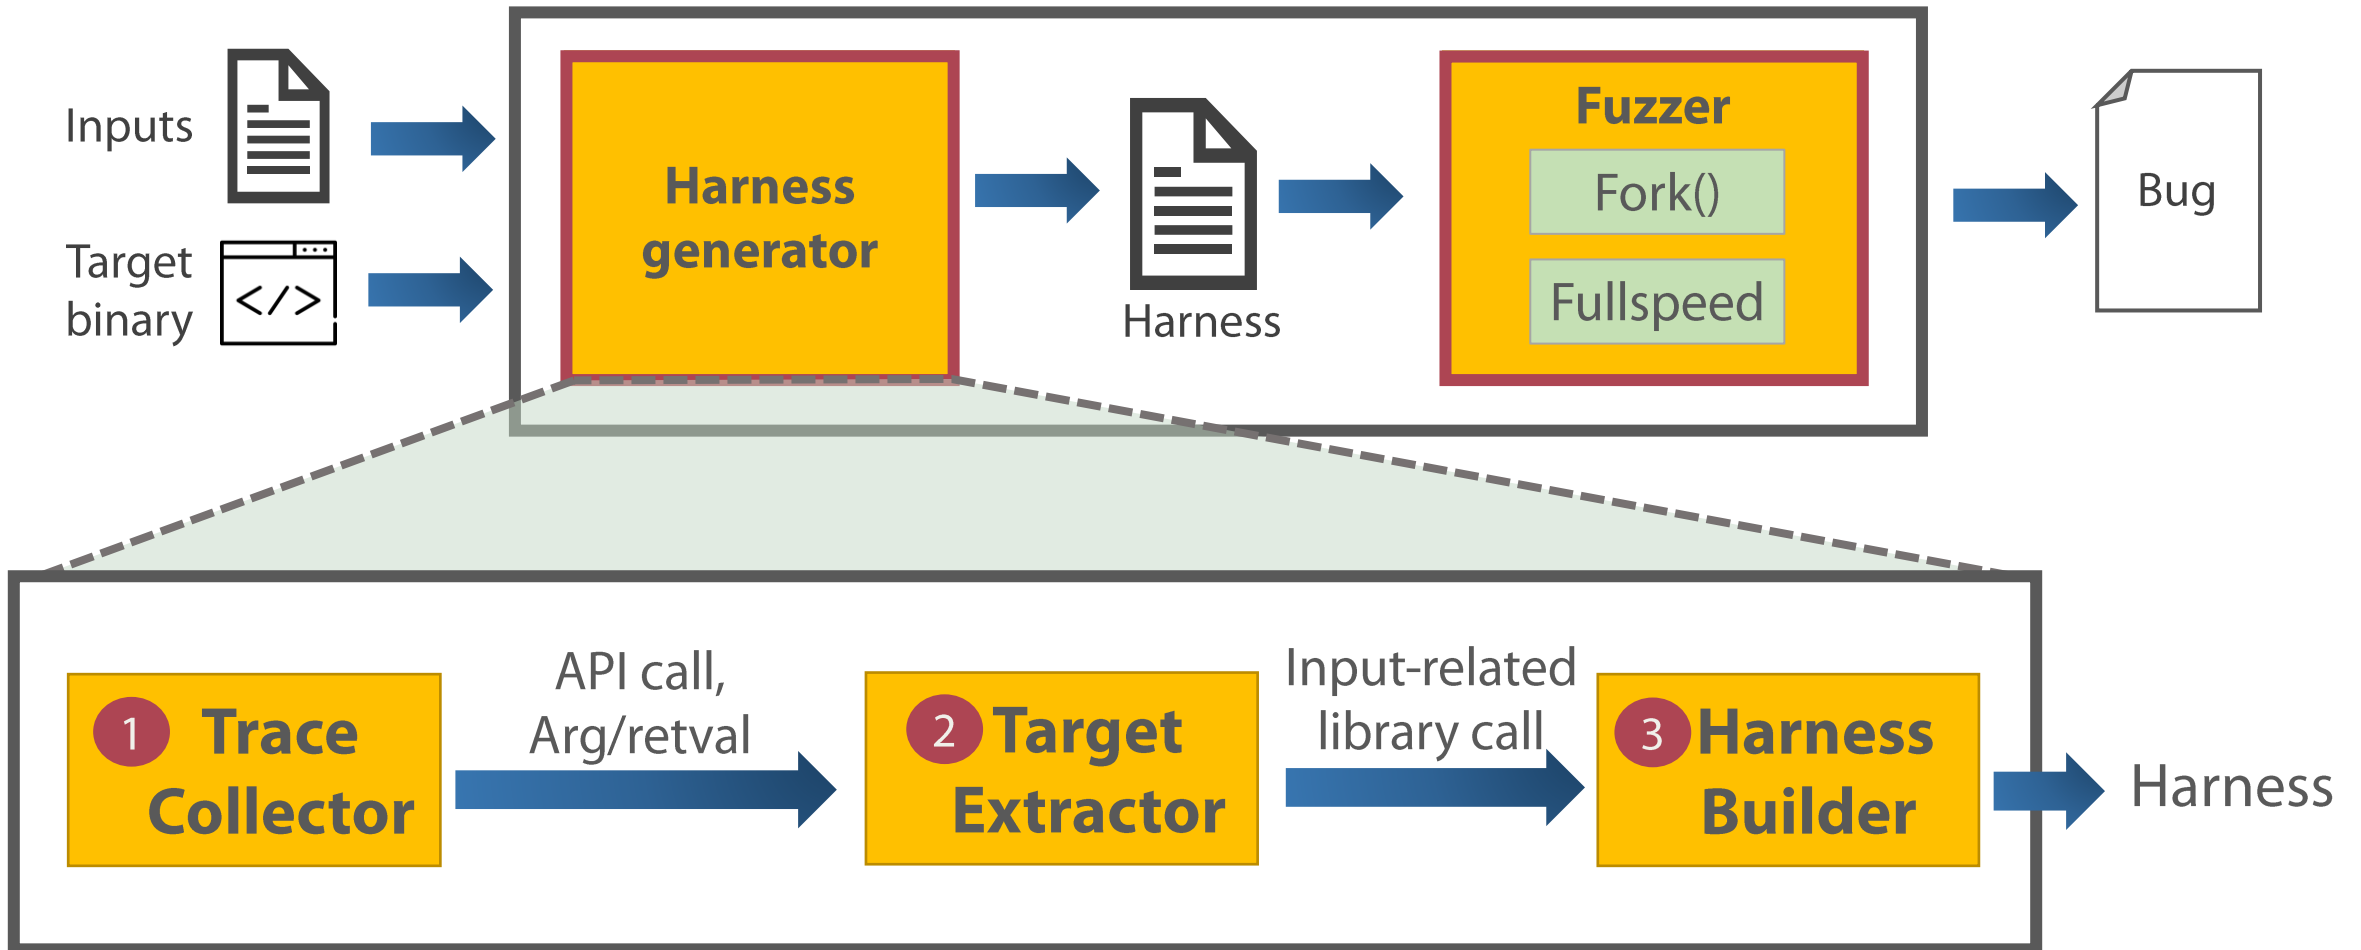 Inputs
Target
binary
Harness
generator
Harness
Fuzzer
Fork()
Fullspeed
Bug
1 Trace
Collector
API call,
Arg/retval
2 Target
Extractor
Input-related
library call
3 Harness
Builder
Harness